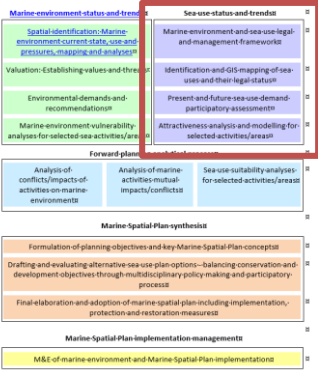 Marine-environment-status-and-trends
Sea-use-status-and-trends¤
Spatial-identification:-Marine-
environment-current-state,-use-and-
pressures,-mapping-and-analyses¤
Marine-environment-and-sea-use-legal-
and-management-framework¤
Valuation:-Establishing-values-and-
Identification-and-GIS-mapping-of-sea-
uses-and-their-legal-status¤
Environmental-demands-and-
recommendations¤
Present-and-future-sea-use-demand-
participatory-assessment¤
Marine-environment-vulnerability-
analyses-for-selected-sea-activities/
Attractiveness-analysis-and-modelling-for-
selected-activities/areas¤
Analysis-of-
conflicts/impacts-of-
activities-on-marine-
environment¤
Analysis-of-marine-
activities-mutual-
impacts/conflicts¤
Sea-use-suitability-analyses-
for-selected-activities/areas¤
Marine-Spatial-Plan-synthesis¤
Formulation-of-planning-objectives-and-key-Marine-Spatial-Plan-concepts¤
Drafting-and-evaluating-alternative-sea-use-plan-options--balancing-conservation-and-
development-objectives-through-multidisciplinary-policy-making-and-participatory-
process¤
Final-elaboration-and-adoption-of-marine-spatial-plan-including-implementation,-
protection-and-restoration-measures¤
Marine-Spatial-Plan-implementation-management¤
M&E-of-marine-environment-and-Marine-Spatial-Plan-implementation¤